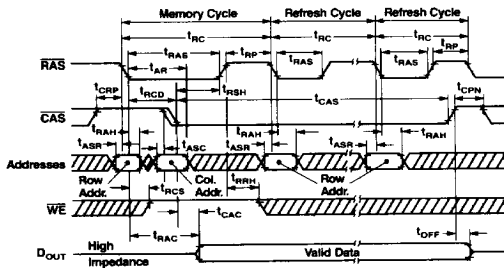 Memory Cycle Refresh Cycle Refresh Cycle
tRC tRC tRC
tRAS tRP tRAS tRAS tRP
RAS tAR
tCRP tRCD tRSH tCAS tCPN
CAS
tRAH tRAH tRAH
tASR tASC tASR tASR
Addresses
Row Addr. Col. Addr. Row Addr.
tRCS tRRH
WE
tCAC
tRAC tOFF
DOUT High Impedance Valid Data